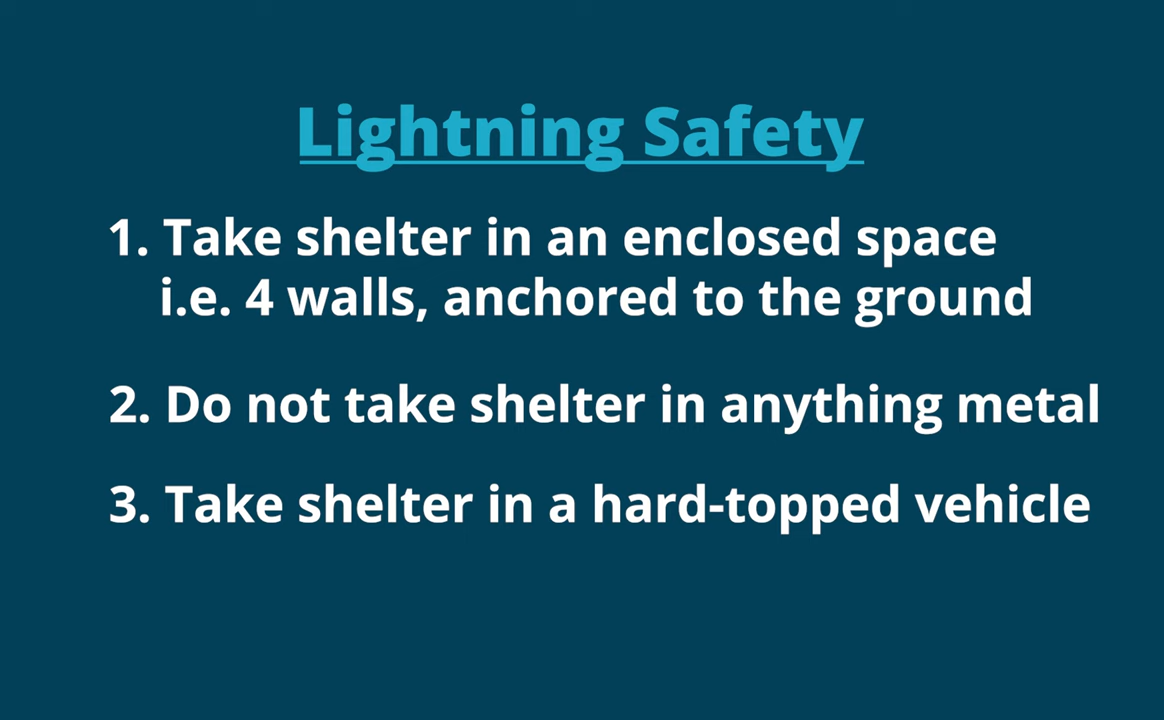 Lightning Safety
1. Take shelter in an enclosed space
i.e. 4 walls, anchored to the ground
2. Do not take shelter in anything metal
3. Take shelter in a hard-topped vehicle